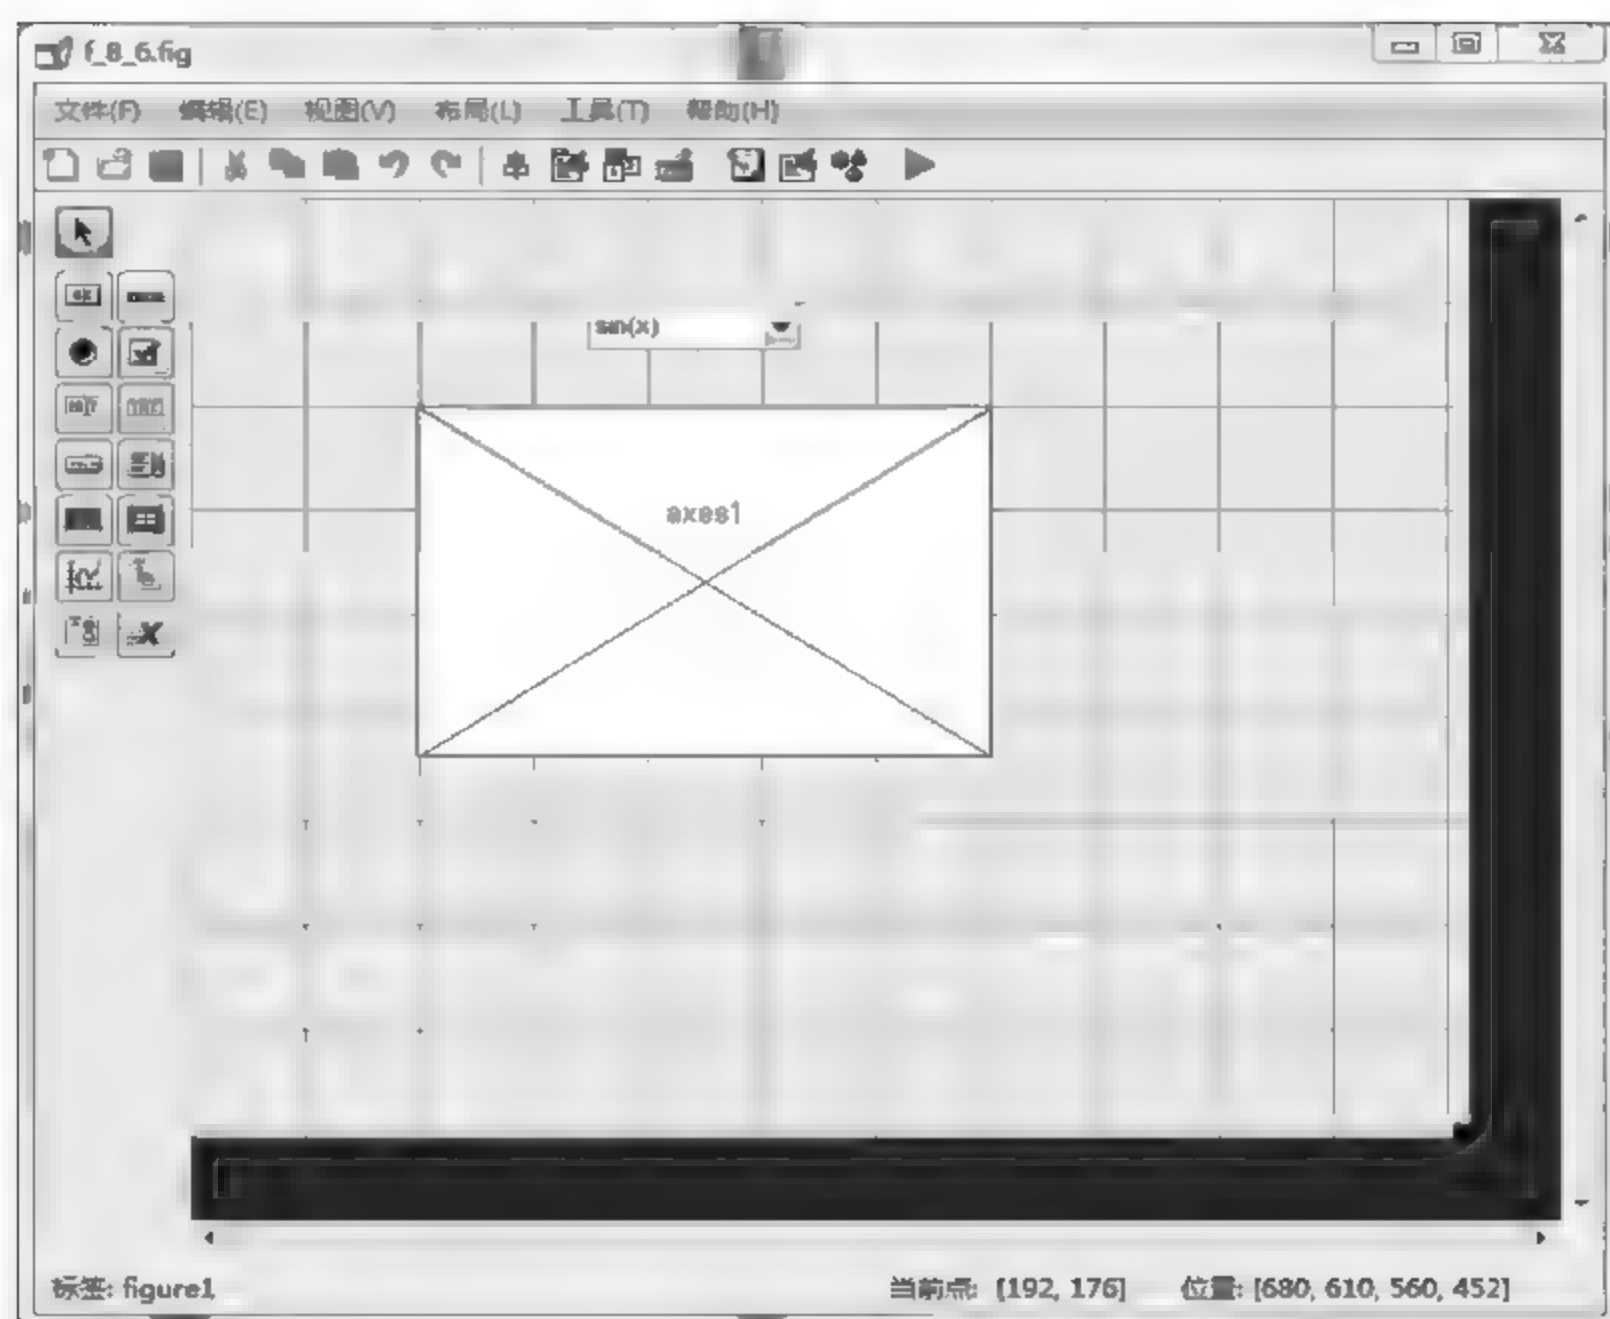 f_8_6.fig
文件(F) 编辑(E) 视图(V) 布局(L) 工具(T) 帮助(H)
sin(x)
axes1
标签: figure1 当前点: [192, 176] 位置: [680, 610, 560, 452]